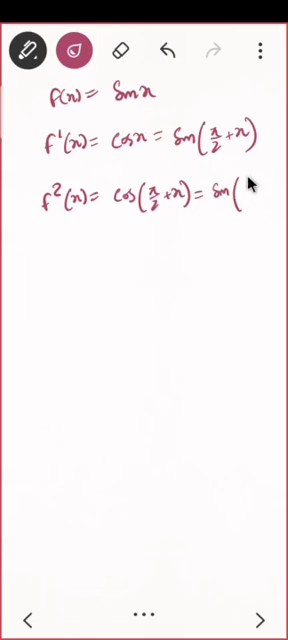 f(x) = Sin x
f'(x) = Cos x = Sin(π/2 + x)
f²(x) = Cos(π/2 + x) = Sin(